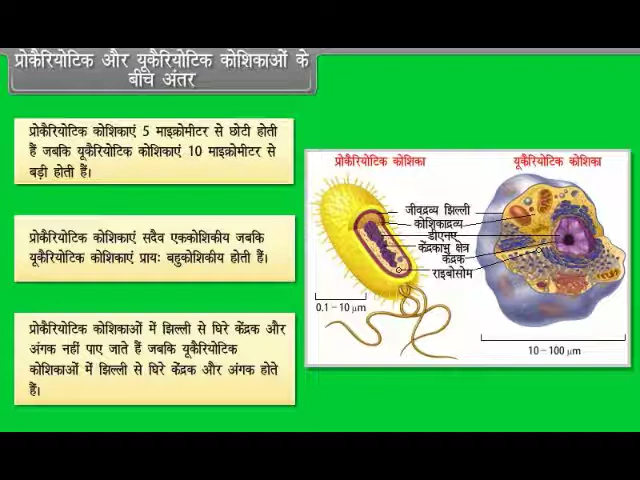 प्रोकैरियोटिक और यूकैरियोटिक कोशिकाओं के
बीच अंतर
प्रोकैरियोटिक कोशिकाएं 5 माइक्रोमीटर से छोटी होती
हैं जबकि यूकैरियोटिक कोशिकाएं 10 माइक्रोमीटर से
बड़ी होती हैं।
प्रोकैरियोटिक कोशिकाएं सदैव एककोशिकीय जबकि
यूकैरियोटिक कोशिकाएं प्रायः बहुकोशिकीय होती हैं।
प्रोकैरियोटिक कोशिकाओं में झिल्ली से घिरे केंद्रक और
अंगक नहीं पाए जाते हैं जबकि यूकैरियोटिक
कोशिकाओं में झिल्ली से घिरे केंद्रक और अंगक होते
हैं।
प्रोकैरियोटिक कोशिका
यूकैरियोटिक कोशिका
जीवद्रव्य झिल्ली
कोशिकाद्रव्य
डीएनए
केंद्रकाभ क्षेत्र
केंद्रक
राइबोसोम
0.1-10 μm
10-100 μm